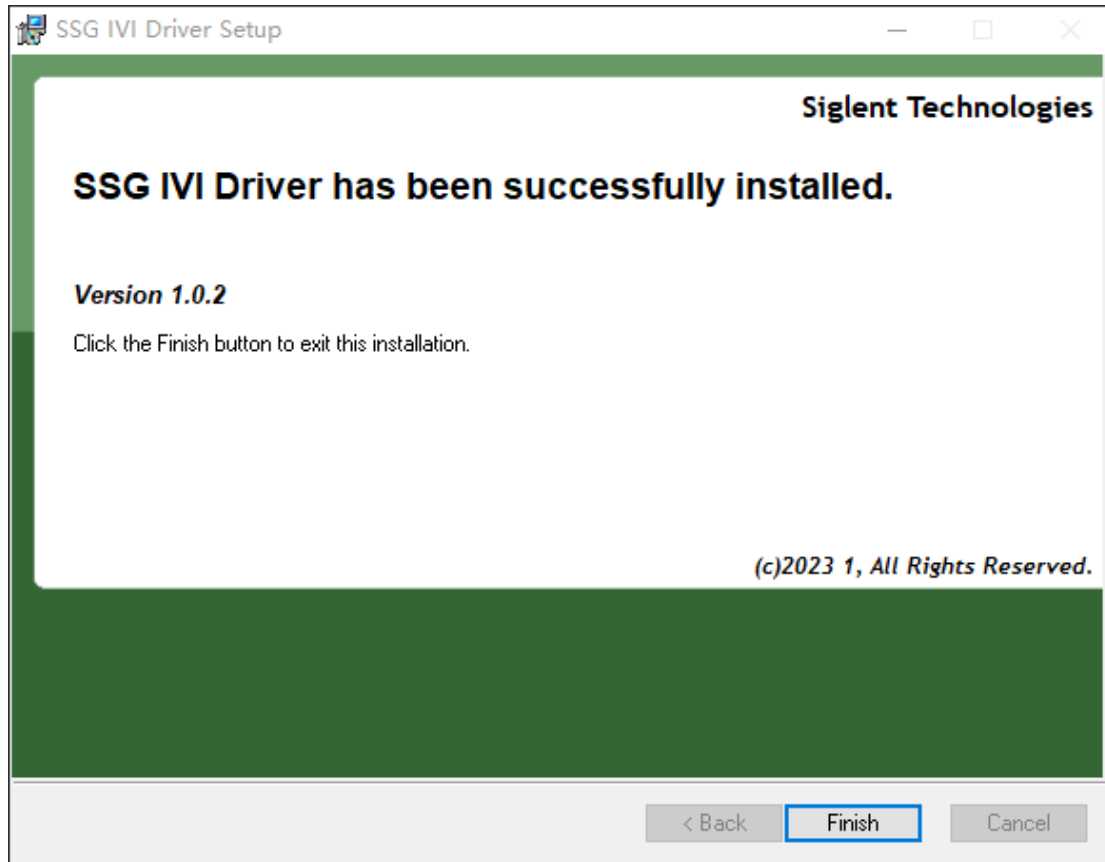 SSG IVI Driver Setup
Siglent Technologies
SSG IVI Driver has been successfully installed.
Version 1.0.2
Click the Finish button to exit this installation.
(c)2023 1, All Rights Reserved.
< Back
Finish
Cancel